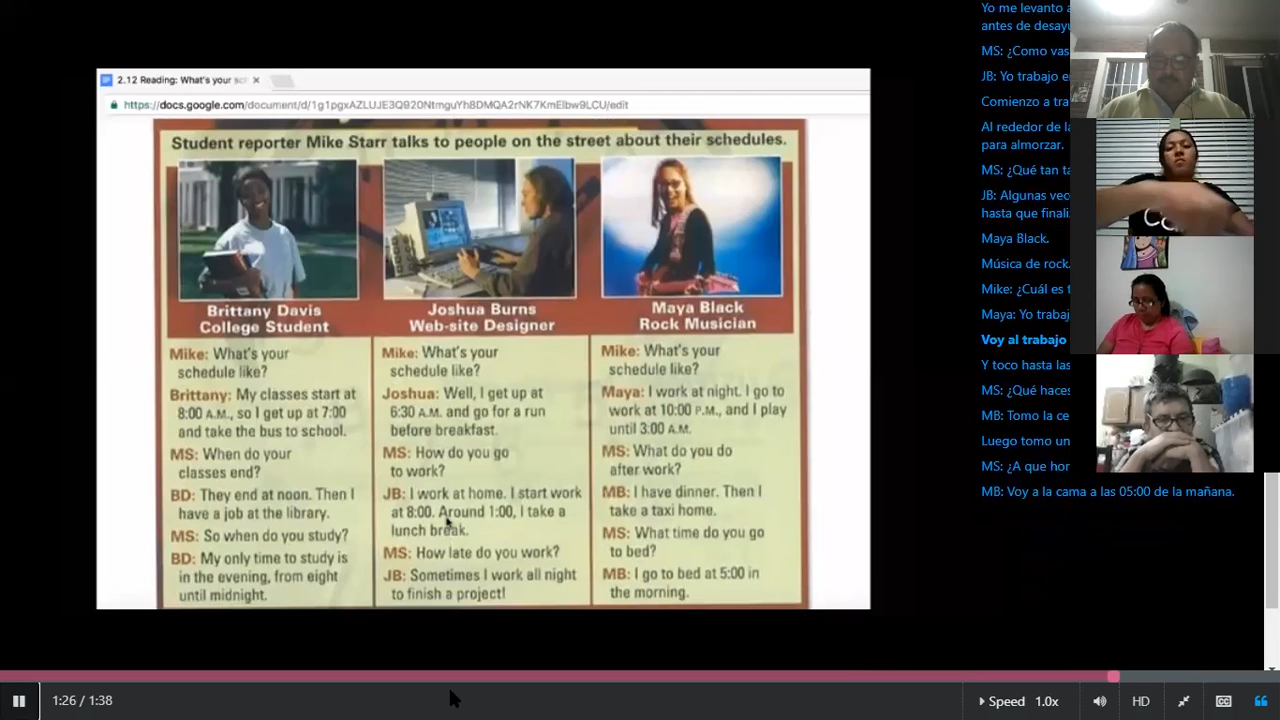 2.12 Reading: What's your
https://docs.google.com/document/d/1g1pgxAZLUJE3Q920NtmguYh8DMQA2rNK7KmElbw9LCU/edit
Student reporter Mike Starr talks to people on the street about their schedules.
Brittany Davis
College Student
Mike: What's your
schedule like?
Brittany: My classes start at
8:00 A.M., so I get up at 7:00
and take the bus to school.
MS: When do your
classes end?
BD: They end at noon. Then I
have a job at the library.
MS: So when do you study?
BD: My only time to study is
in the evening, from eight
until midnight.
Joshua Burns
Web-site Designer
Mike: What's your
schedule like?
Joshua: Well, I get up at
6:30 A.M. and go for a run
before breakfast.
MS: How do you go
to work?
JB: I work at home. I start work
at 8:00. Around 1:00, I take a
lunch break.
MS: How late do you work?
JB: Sometimes I work all night
to finish a project!
Maya Black
Rock Musician
Mike: What's your
schedule like?
Maya: I work at night. I go to
work at 10:00 P.M., and I play
until 3:00 A.M.
MS: What do you do
after work?
MB: I have dinner. Then I
take a taxi home.
MS: What time do you go
to bed?
MB: I go to bed at 5:00 in
the morning.
Yo me levanto
antes de
MS: ¿Como vas
JB: Yo trabajo
Comienzo a
Al rededor de
para almorzar.
MS: ¿Qué tan
JB: Algunas
hasta que
Maya Black.
Música de rock.
Mike: ¿Cuál es
Maya: Yo
Voy al trabajo
Y toco hasta las
MS: ¿Qué haces
MB: Tomo la
Luego tomo un
MS: ¿A que
MB: Voy a la cama a las 05:00 de la mañana.
1:26 / 1:38
Speed 1.0x
HD
CC